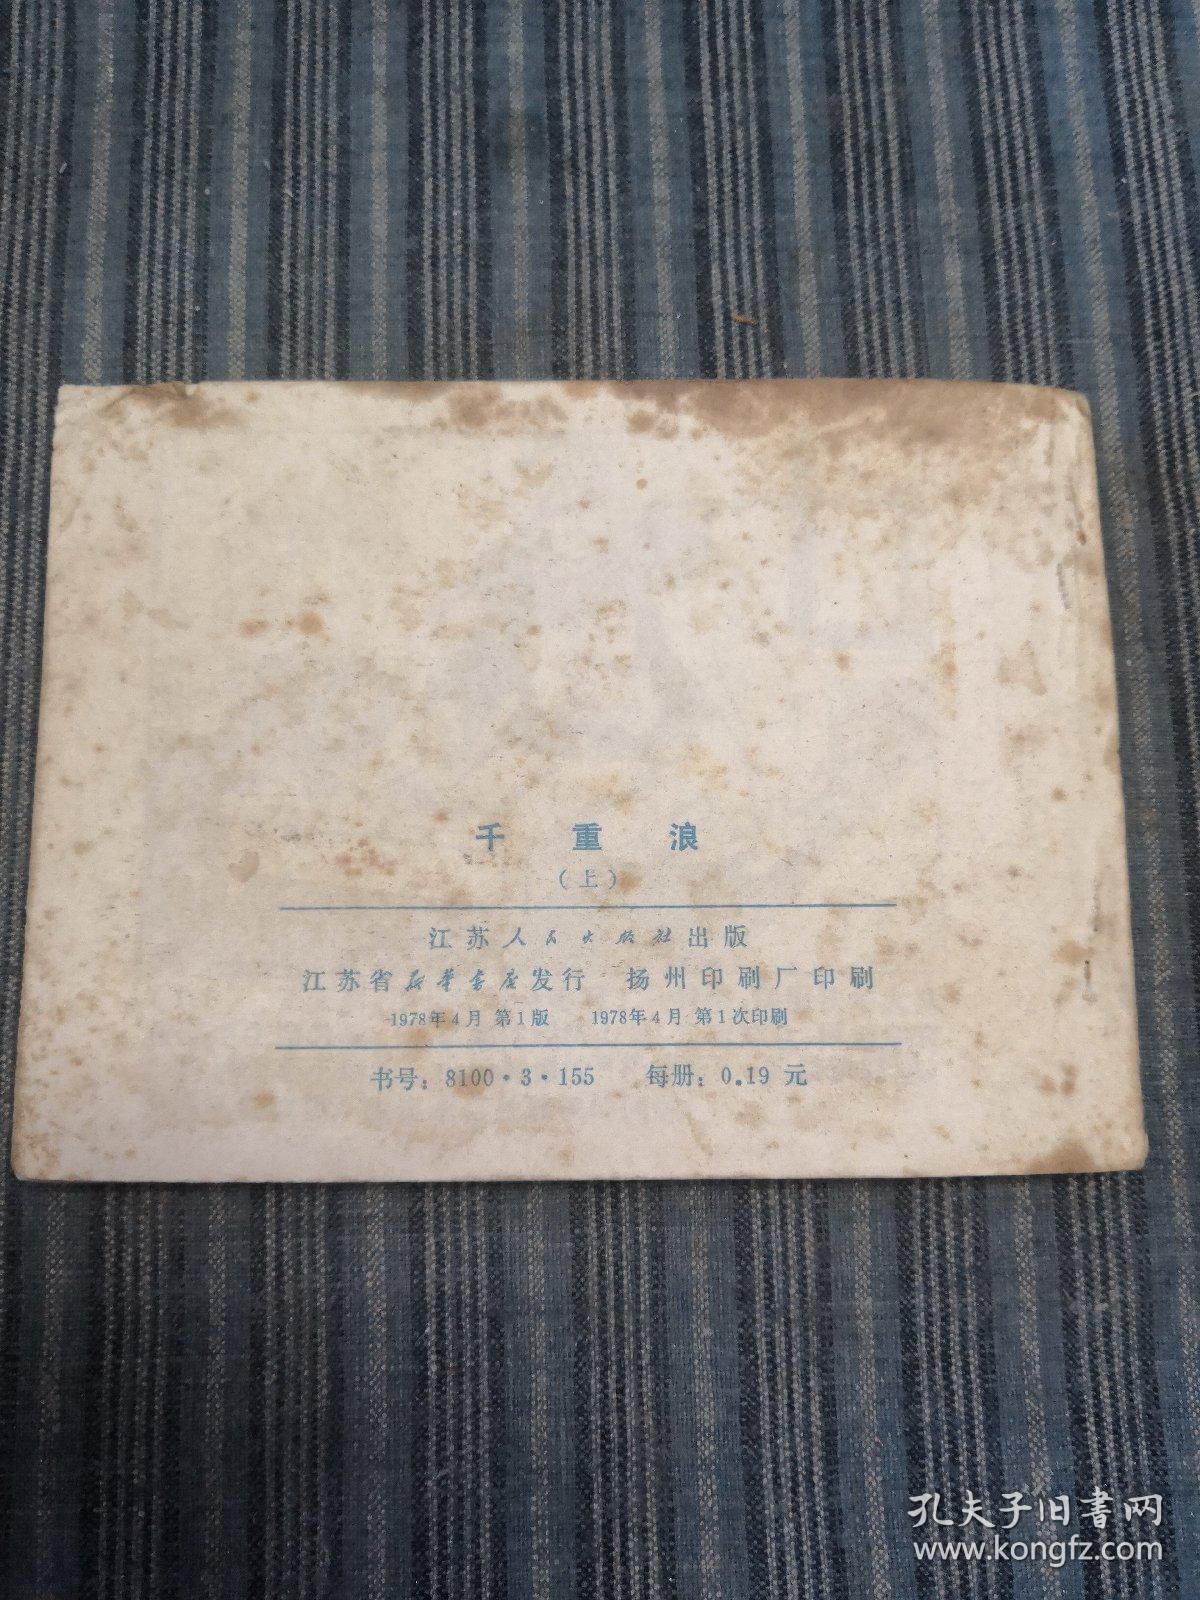 千重浪
（上）
江苏人民出版社出版
江苏省新华书店发行 扬州印刷厂印刷
1978年4月 第1版 1978年4月 第1次印刷
书号：8100·3·155 每册：0.19 元
孔夫子旧書网
www.kongfz.com